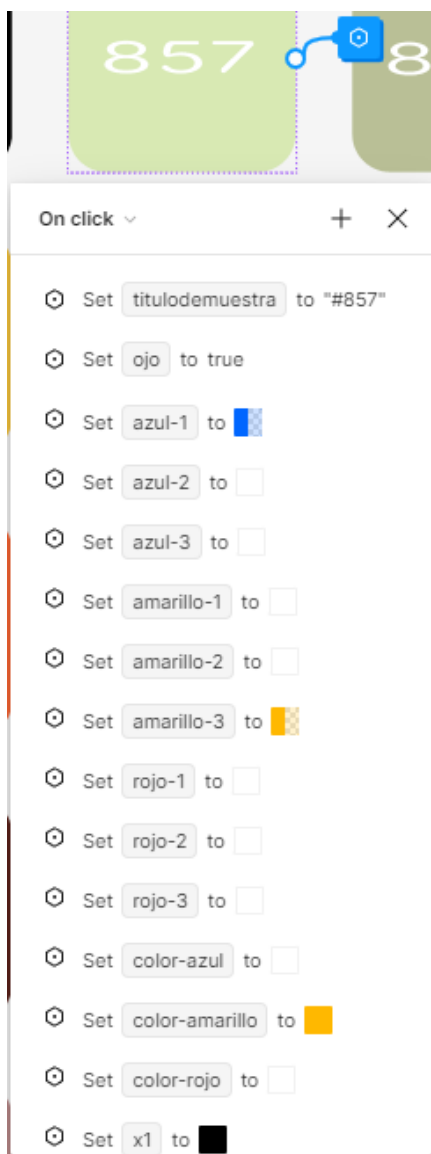 857
8
On click
Set titulodemuestra to "#857"
Set ojo to true
Set azul-1 to
Set azul-2 to
Set azul-3 to
Set amarillo-1 to
Set amarillo-2 to
Set amarillo-3 to
Set rojo-1 to
Set rojo-2 to
Set rojo-3 to
Set color-azul to
Set color-amarillo to
Set color-rojo to
Set x1 to